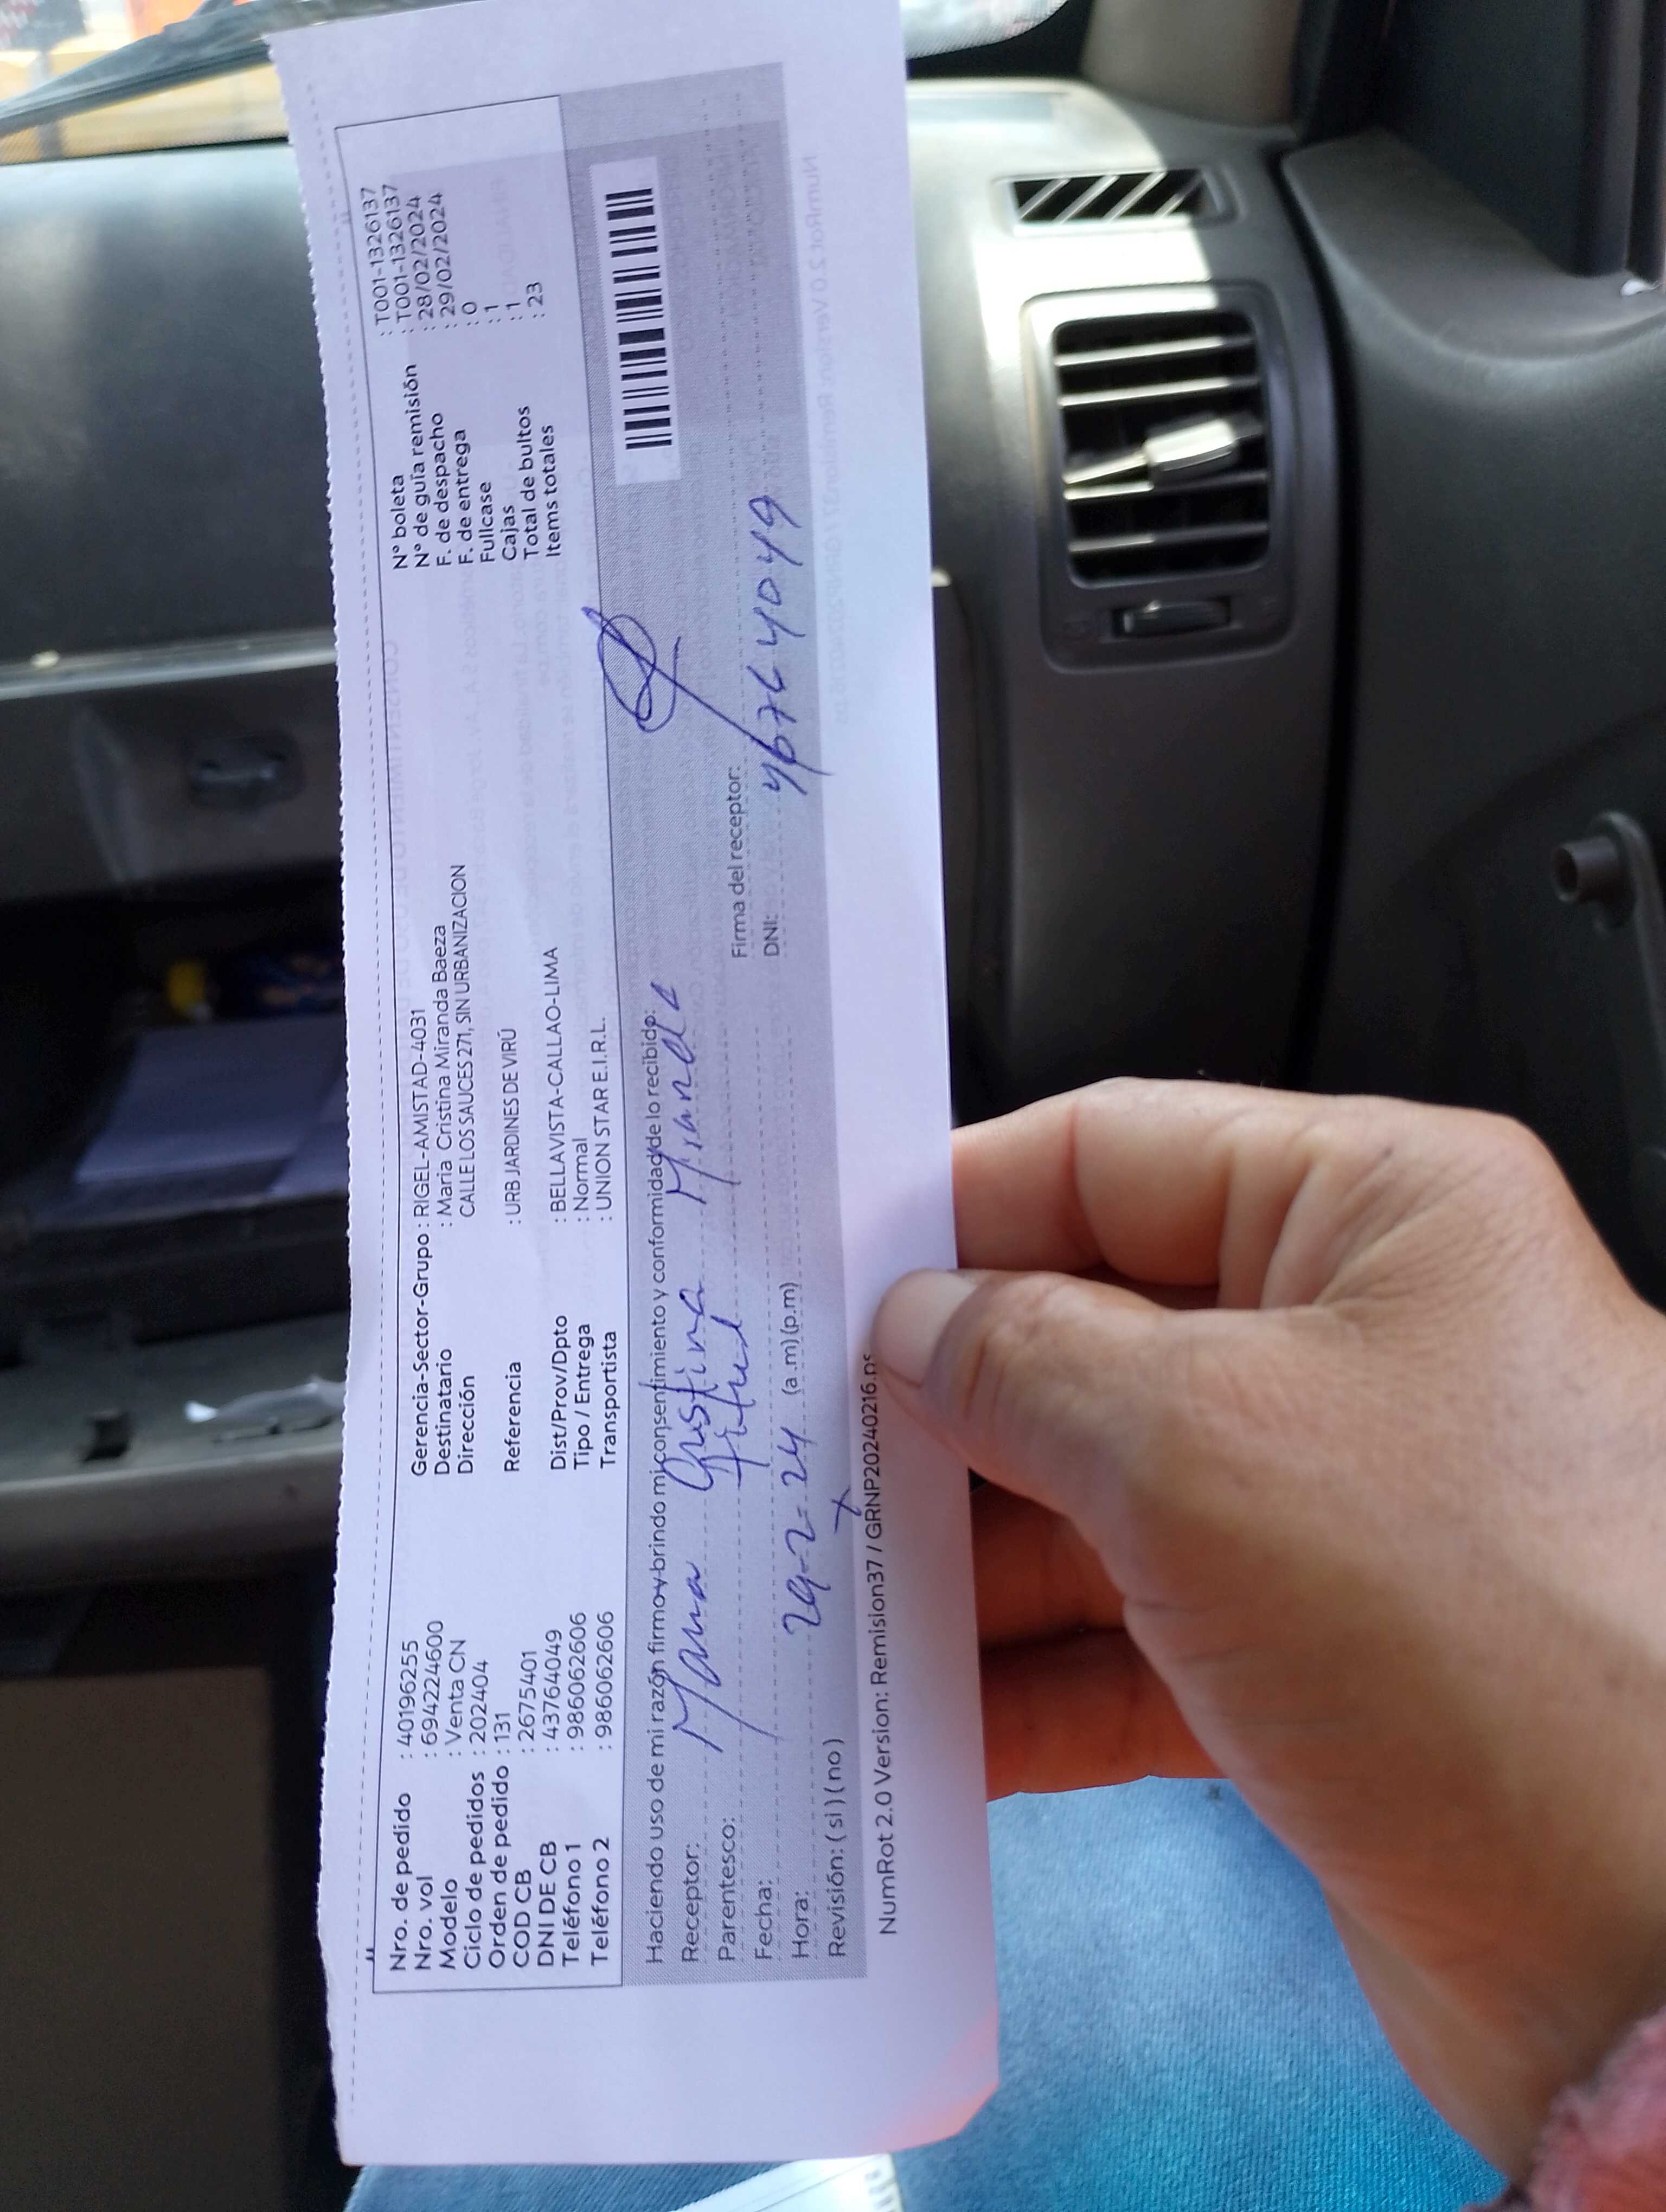 Nro. de pedido : 40196255
Nro. vol : 694224600
Modelo : Venta CN
Ciclo de pedidos : 202404
Orden de pedido : 131
COD CB : 2675401
DNI DE CB : 43764049
Teléfono 1 : 986062606
Teléfono 2 : 986062606
Gerencia-Sector-Grupo : RIGEL-AMISTAD-4031
Destinatario : Maria Cristina Miranda Baeza
Dirección CALLE LOS SAUCES 271, SIN URBANIZACION
Referencia : URB JARDINES DE VIRÚ
Dist/Prov/Dpto : BELLAVISTA-CALLAO-LIMA
Tipo / Entrega : Normal
Transportista : UNION STAR E.I.R.L.
N° boleta : T001-1326137
N° de guía remisión : T001-1326137
F. de despacho : 28/02/2024
F. de entrega : 29/02/2024
Fullcase : 0
Cajas : 1
Total de bultos : 1
Items totales : 23
Haciendo uso de mi razón firmo y brindo mi consentimiento y conformidad de lo recibido:
Receptor: Maria Cristina Miranda
Parentesco:
Fecha: 29-2-24
Hora: (a.m)(p.m)
Revisión: (si) (no)
Firma del receptor:
DNI:
NumRot 2.0 Version: Remision37 / GRNP20240216.ps